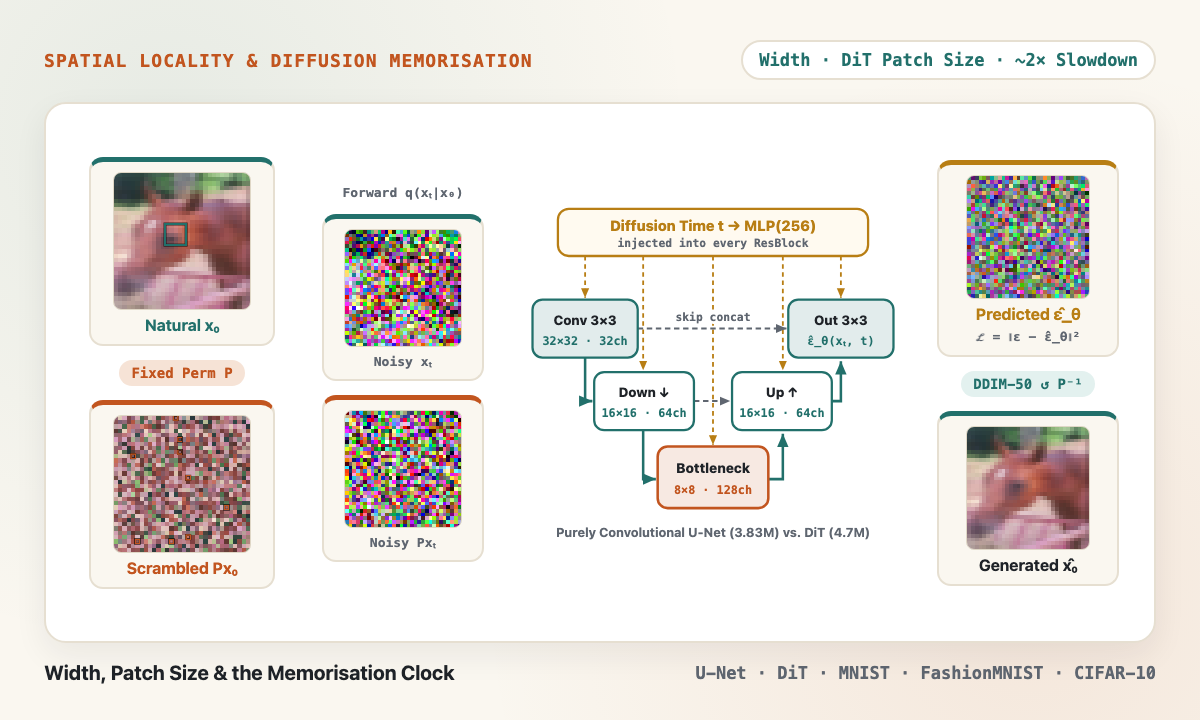 SPATIAL LOCALITY & DIFFUSION MEMORISATION
Width · DiT Patch Size · ~2× Slowdown
Natural x₀
Fixed Perm P
Scrambled Px₀
Forward q(xₜ|x₀)
Noisy xₜ
Noisy Pxₜ
Diffusion Time t → MLP(256)
injected into every ResBlock
Conv 3×3
32×32 · 32ch
skip concat
Out 3×3
ε̂_θ(xₜ, t)
Down ↓
16×16 · 64ch
Up ↑
16×16 · 64ch
Bottleneck
8×8 · 128ch
Purely Convolutional U-Net (3.83M) vs. DiT (4.7M)
Predicted ε̂_θ
ℒ = ‖ε − ε̂_θ‖²
DDIM-50 ↺ P⁻¹
Generated x̂₀
Width, Patch Size & the Memorisation Clock
U-Net · DiT · MNIST · FashionMNIST · CIFAR-10